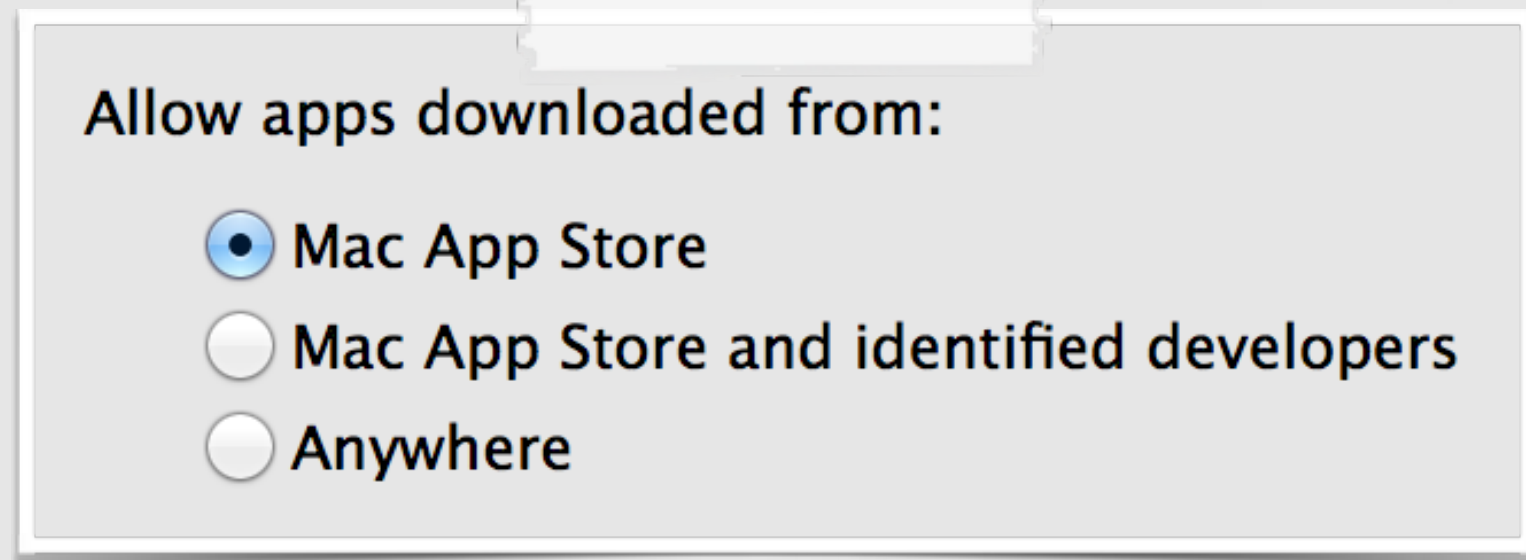 Allow apps downloaded from:
Mac App Store
Mac App Store and identified developers
Anywhere